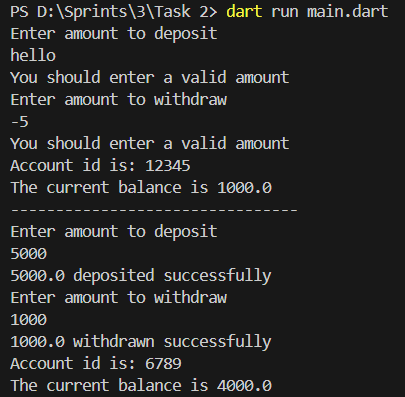 PS D:\Sprints\3\Task 2> dart run main.dart
Enter amount to deposit
hello
You should enter a valid amount
Enter amount to withdraw
-5
You should enter a valid amount
Account id is: 12345
The current balance is 1000.0
--------------------------------
Enter amount to deposit
5000
5000.0 deposited successfully
Enter amount to withdraw
1000
1000.0 withdrawn successfully
Account id is: 6789
The current balance is 4000.0